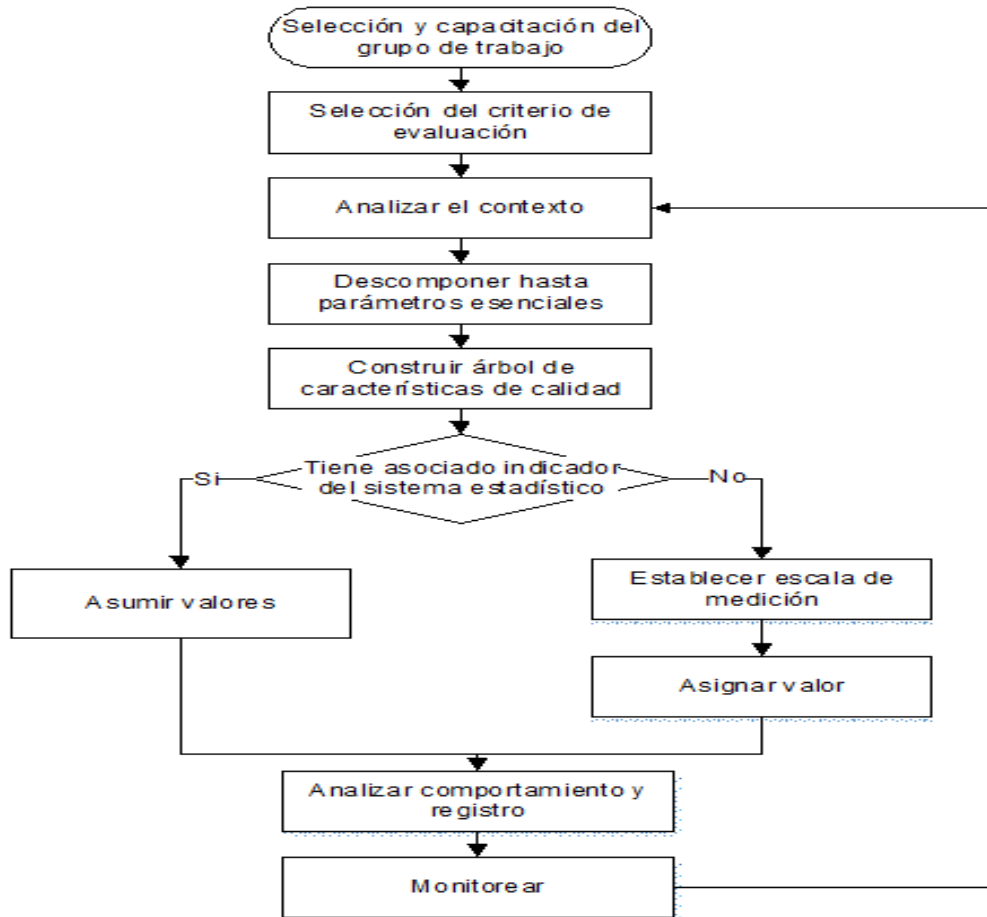 Selección y capacitación del
grupo de trabajo
Selección del criterio de
evaluación
Analizar el contexto
Descomponer hasta
parámetros esenciales
Construir árbol de
características de calidad
Tiene asociado indicador
del sistema estadístico
Si
No
Asumir valores
Establecer escala de
medición
Asignar valor
Analizar comportamiento y
registro
Monitorear